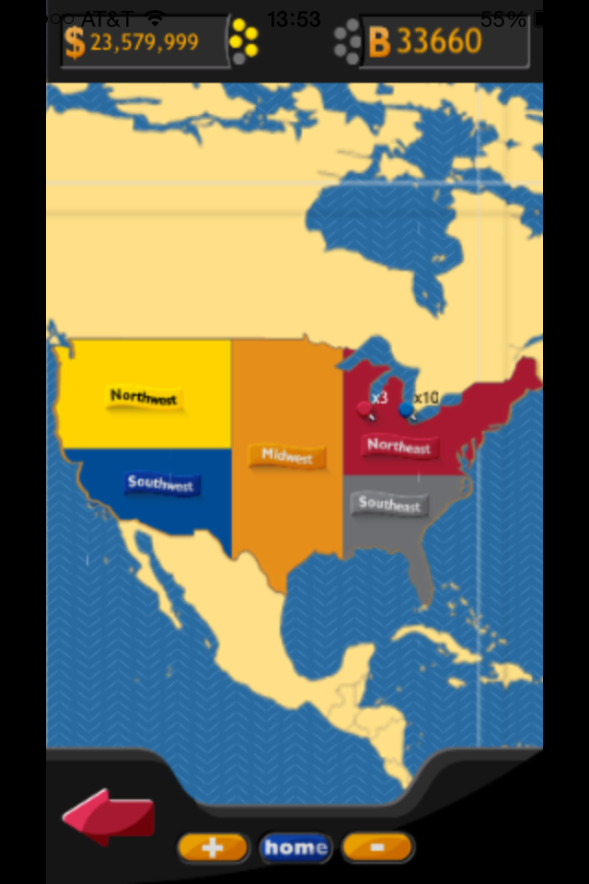 AT&T 13:53 55%
$ 23,579,999 B 33660
Northwest
x3 x10
Northeast
Midwest
Southwest
Southeast
+ home -